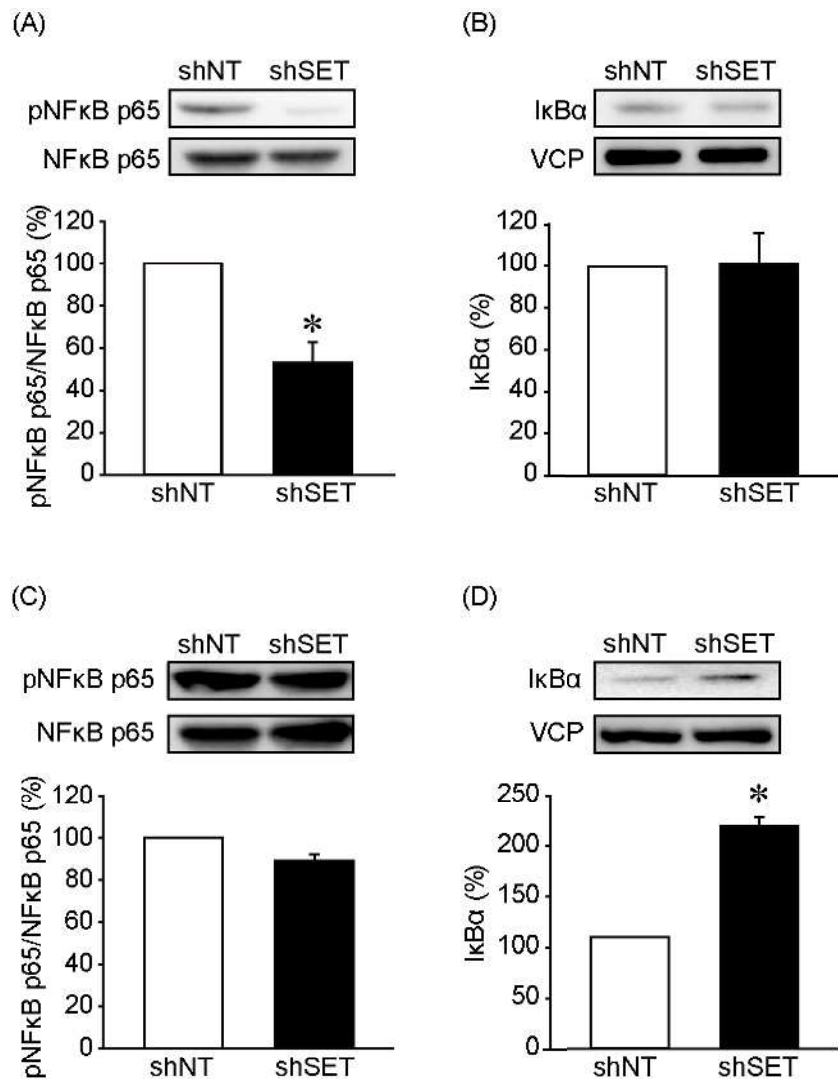 (A)
shNT shSET
pNFκB p65
NFκB p65
pNFκB p65/NFκB p65 (%)
120
100
80
60
40
20
0
*
shNT shSET
(B)
shNT shSET
IκBα
VCP
IκBα (%)
120
100
80
60
40
20
0
shNT shSET
(C)
shNT shSET
pNFκB p65
NFκB p65
pNFκB p65/NFκB p65 (%)
120
100
80
60
40
20
0
shNT shSET
(D)
shNT shSET
IκBα
VCP
IκBα (%)
250
200
150
100
50
0
*
shNT shSET